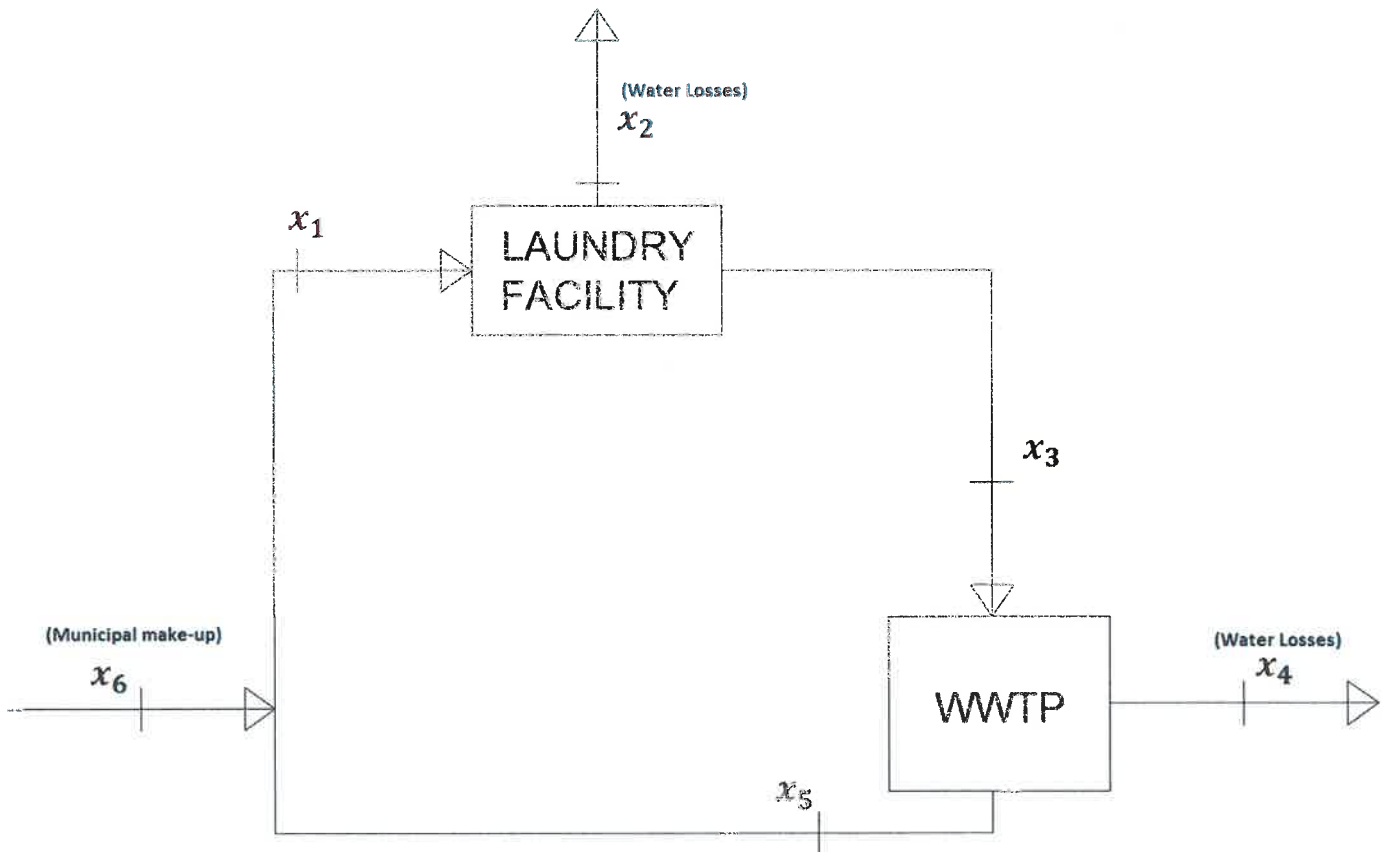 (Water Losses)
x₂
x₁
LAUNDRY
FACILITY
x₃
(Municipal make-up)
x₆
(Water Losses)
x₄
WWTP
x₅